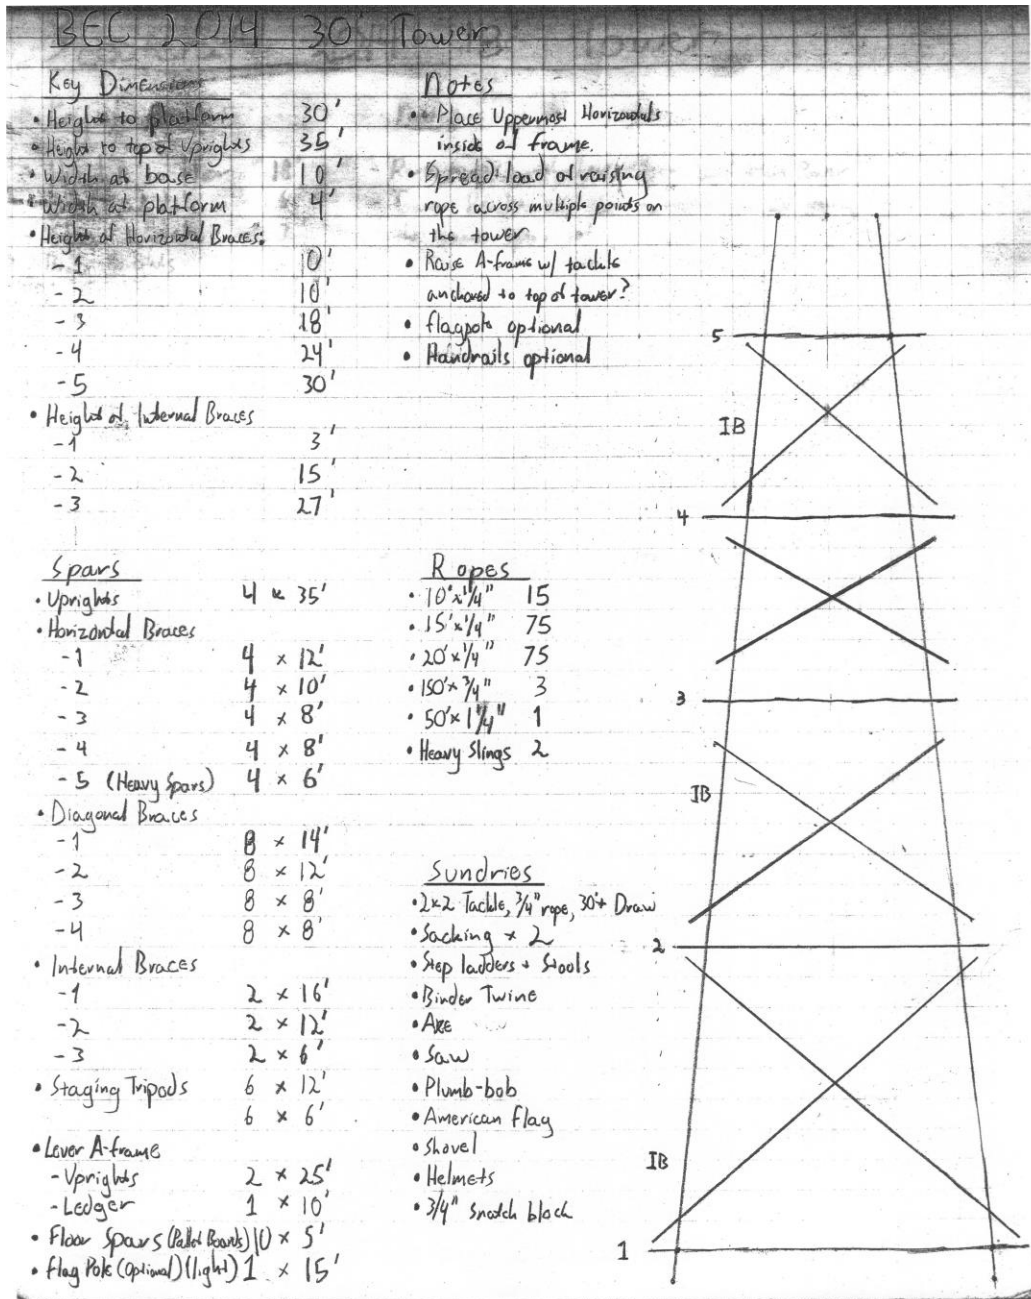 BEC 2014 30' Tower
Key Dimensions
• Height to platform 30'
• Height to top of Uprights 35'
• Width at base 10'
• Width at platform 4'
• Height of Horizontal Braces:
- 1 0'
- 2 10'
- 3 18'
- 4 24'
- 5 30'
• Height of Internal Braces
- 1 3'
- 2 15'
- 3 27'
Notes
• Place Uppermost Horizontals
inside of frame.
• Spread load of raising
rope across multiple points on
the tower
• Raise A-frame w/ tackle
anchored to top of tower?
• flagpole optional
• Handrails optional
Spars
• Uprights 4 x 35'
• Horizontal Braces
- 1 4 x 12'
- 2 4 x 10'
- 3 4 x 8'
- 4 4 x 8'
- 5 (Heavy Spars) 4 x 6'
• Diagonal Braces
- 1 8 x 14'
- 2 8 x 12'
- 3 8 x 8'
- 4 8 x 8'
• Internal Braces
- 1 2 x 16'
- 2 2 x 12'
- 3 2 x 6'
• Staging Tripods 6 x 12'
6 x 6'
• Lever A-frame
- Uprights 2 x 25'
- Ledger 1 x 10'
• Floor Spars (Pallet Boards) 10 x 5'
• flag Pole (Optional) (light) 1 x 15'
Ropes
• 10' x 1/4" 15
• 15' x 1/4" 75
• 20' x 1/4" 75
• 150' x 3/4" 3
• 50' x 1 1/4" 1
• Heavy Slings 2
Sundries
• 2x2 Tackle, 3/4" rope, 30'+ Draw
• Sacking x 2
• Step ladders + Stools
• Binder Twine
• Axe
• Saw
• Plumb-bob
• American flag
• Shovel
• Helmets
• 3/4" snatch block
5
IB
4
3
IB
2
IB
1